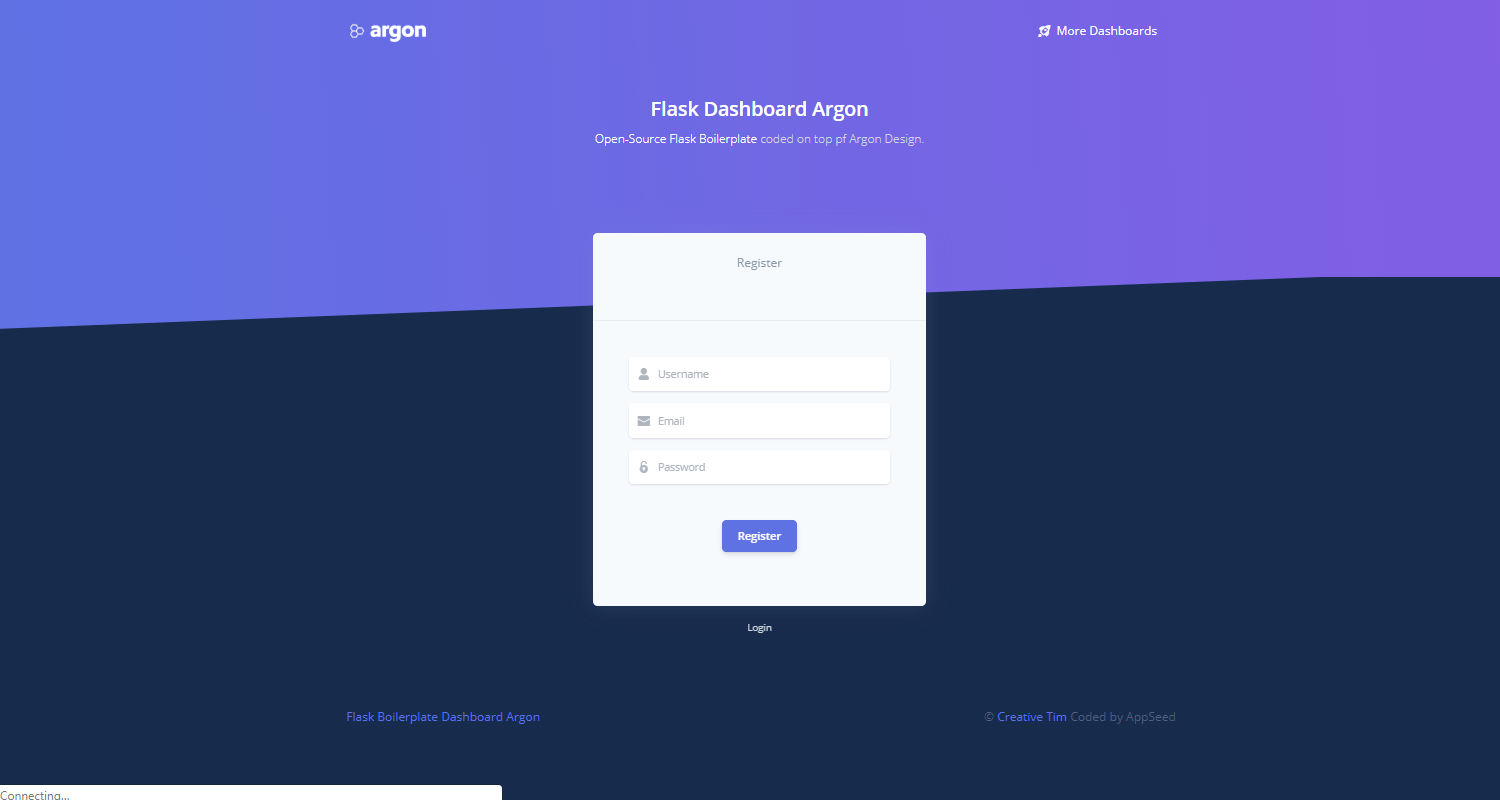 argon
More Dashboards
Flask Dashboard Argon
Open-Source Flask Boilerplate coded on top pf Argon Design.
Register
Username
Email
Password
Register
Login
Flask Boilerplate Dashboard Argon
© Creative Tim Coded by AppSeed
Connecting...